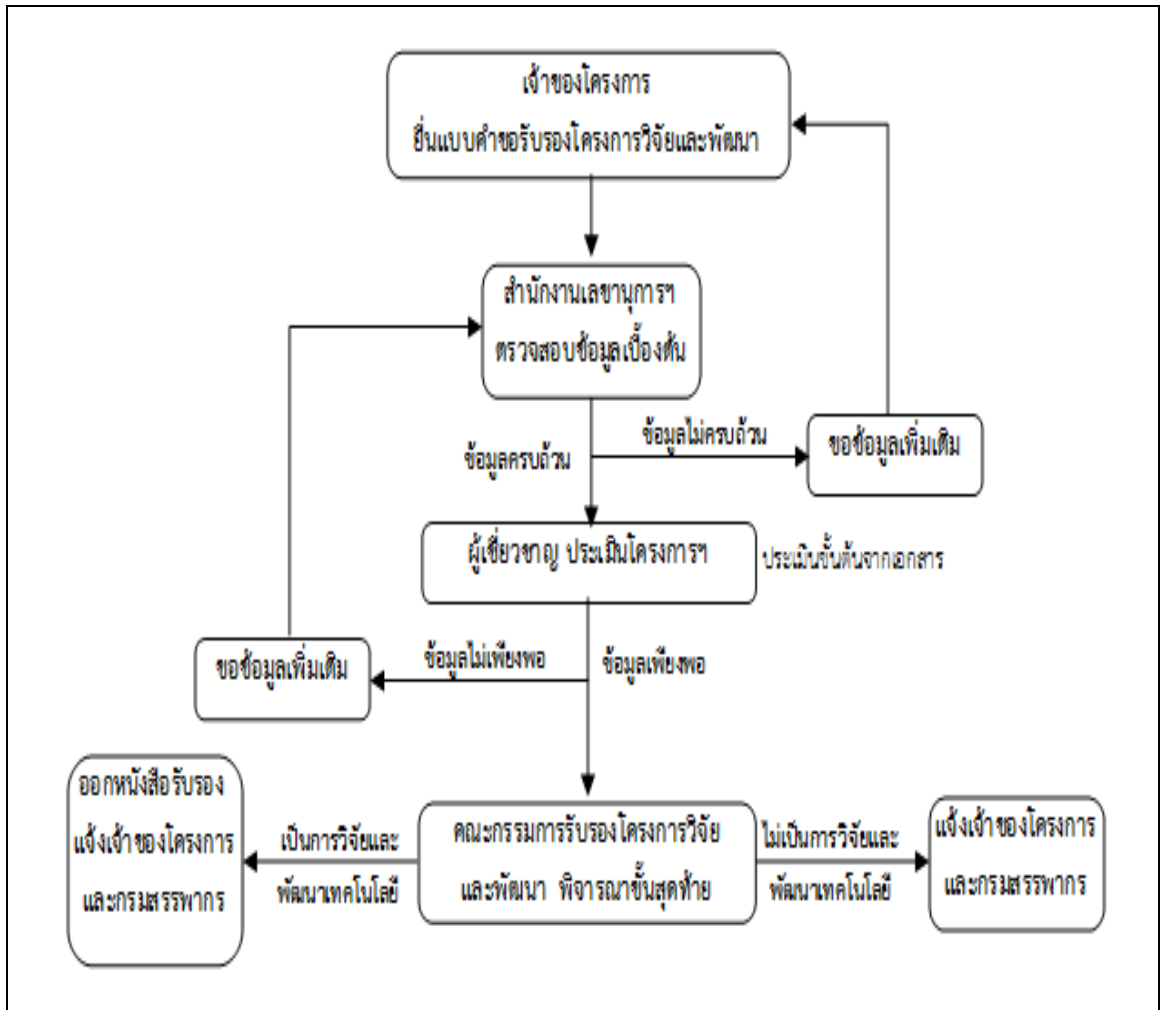 เจ้าของโครงการ
ยื่นแบบคำขอรับรองโครงการวิจัยและพัฒนา
สำนักงานเลขานุการฯ
ตรวจสอบข้อมูลเบื้องต้น
ข้อมูลไม่ครบถ้วน
ข้อมูลครบถ้วน
ขอข้อมูลเพิ่มเติม
ผู้เชี่ยวชาญ ประเมินโครงการฯ
ประเมินขั้นต้นจากเอกสาร
ข้อมูลไม่เพียงพอ
ข้อมูลเพียงพอ
ขอข้อมูลเพิ่มเติม
ออกหนังสือรับรอง
แจ้งเจ้าของโครงการ
และกรมสรรพากร
เป็นการวิจัยและ
พัฒนาเทคโนโลยี
คณะกรรมการรับรองโครงการวิจัย
และพัฒนา พิจารณาขั้นสุดท้าย
ไม่เป็นการวิจัยและ
พัฒนาเทคโนโลยี
แจ้งเจ้าของโครงการ
และกรมสรรพากร